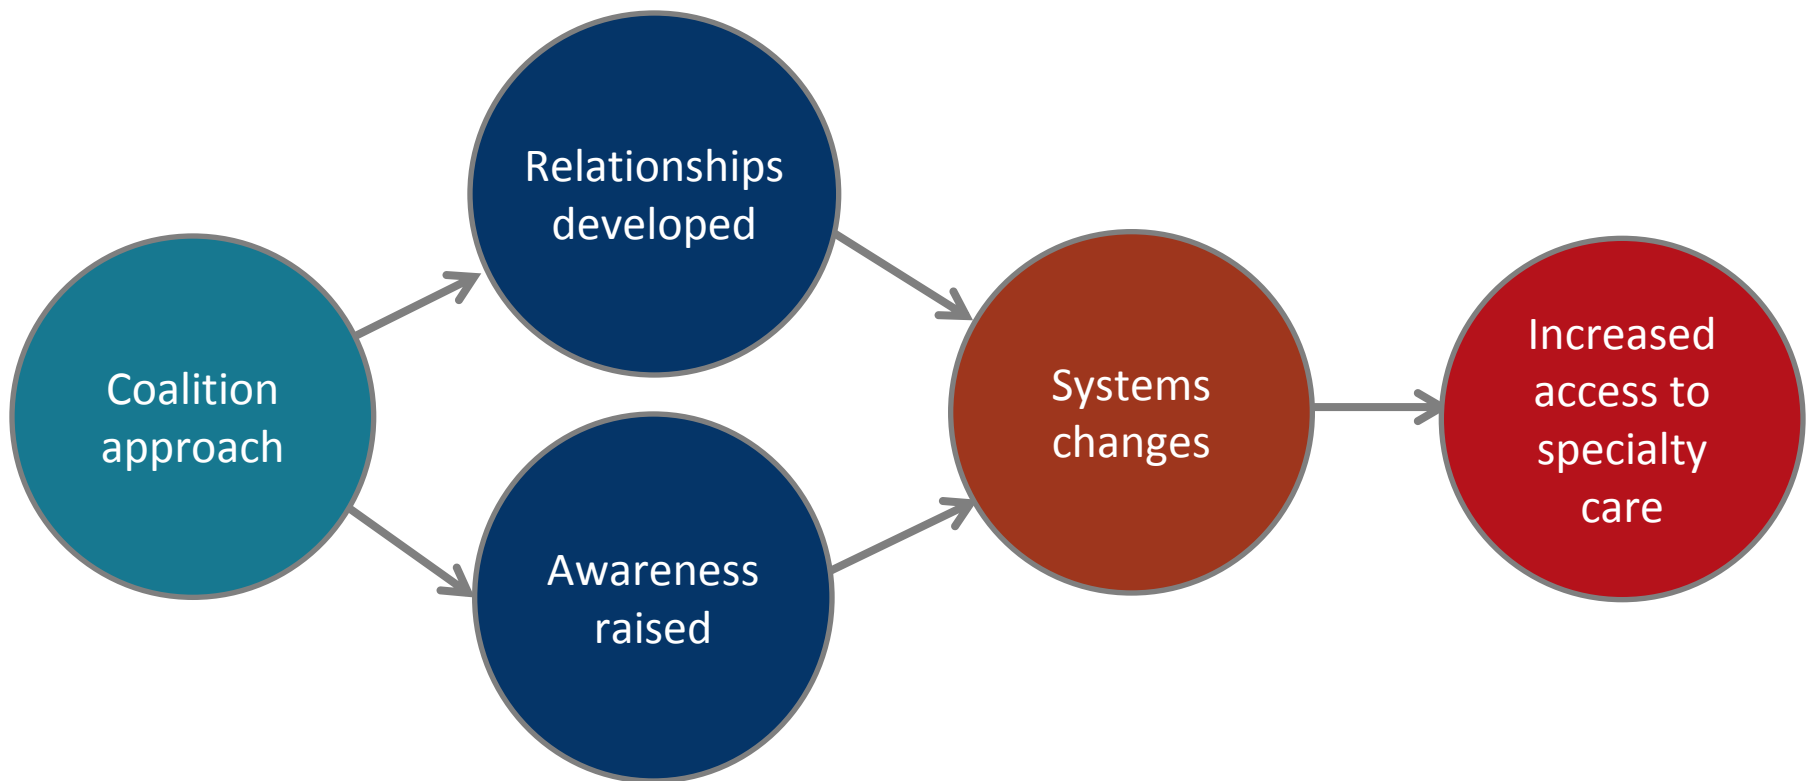 Coalition
approach
Relationships
developed
Awareness
raised
Systems
changes
Increased
access to
specialty
care